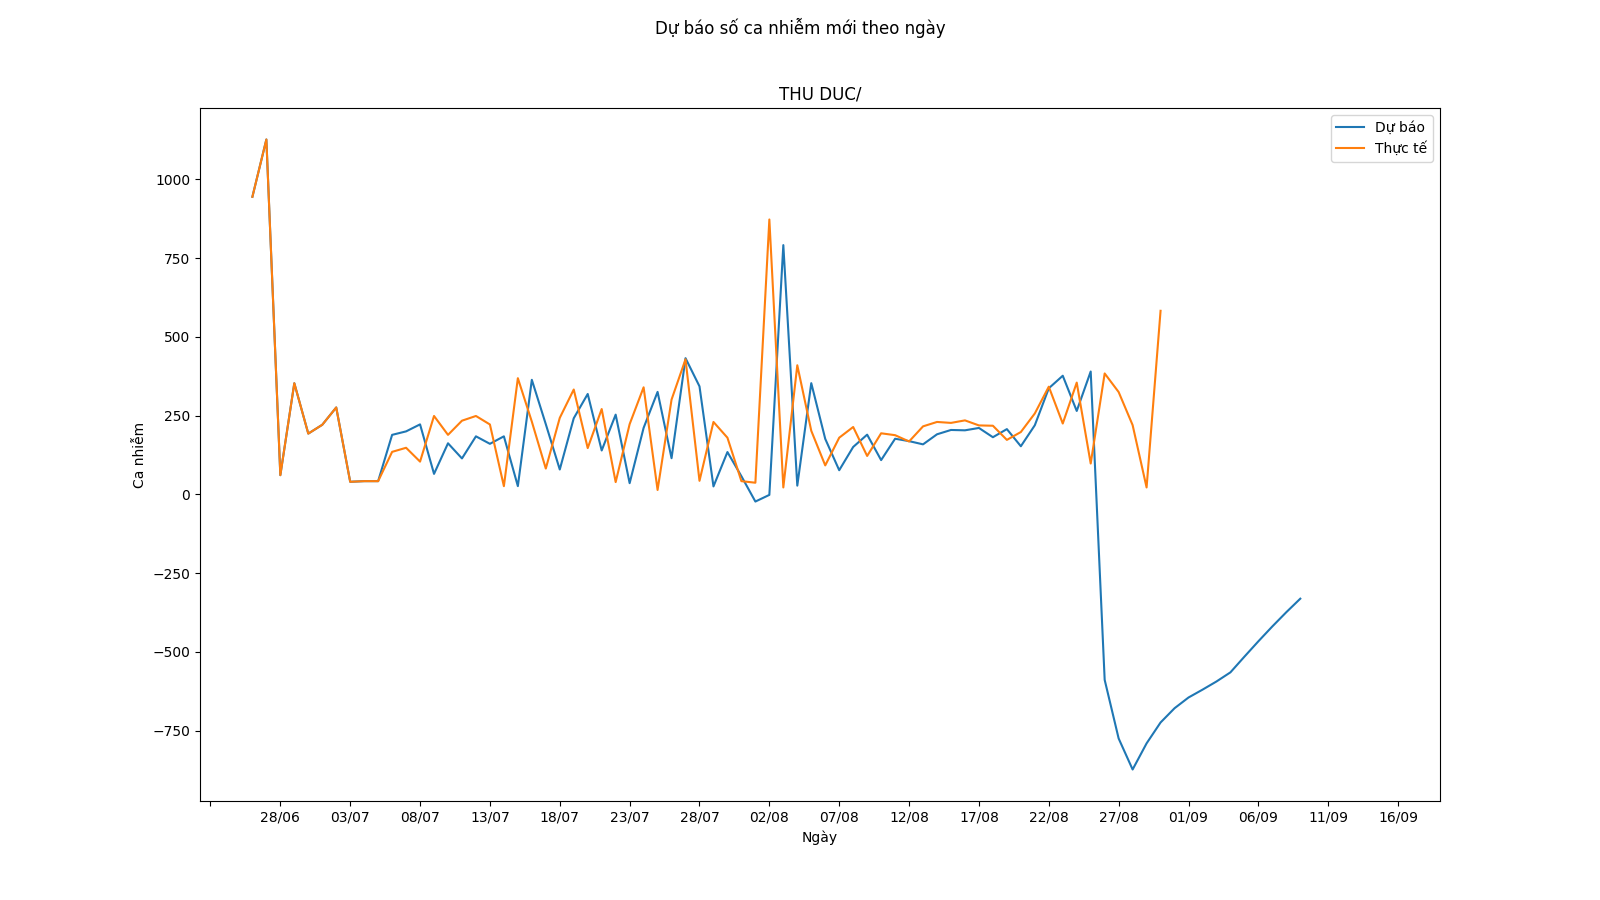 Dự báo số ca nhiễm mới theo ngày
THU DUC/
Dự báo
Thực tế
1000
750
500
250
0
−250
−500
−750
Ca nhiễm
28/06 03/07 08/07 13/07 18/07 23/07 28/07 02/08 07/08 12/08 17/08 22/08 27/08 01/09 06/09 11/09 16/09
Ngày